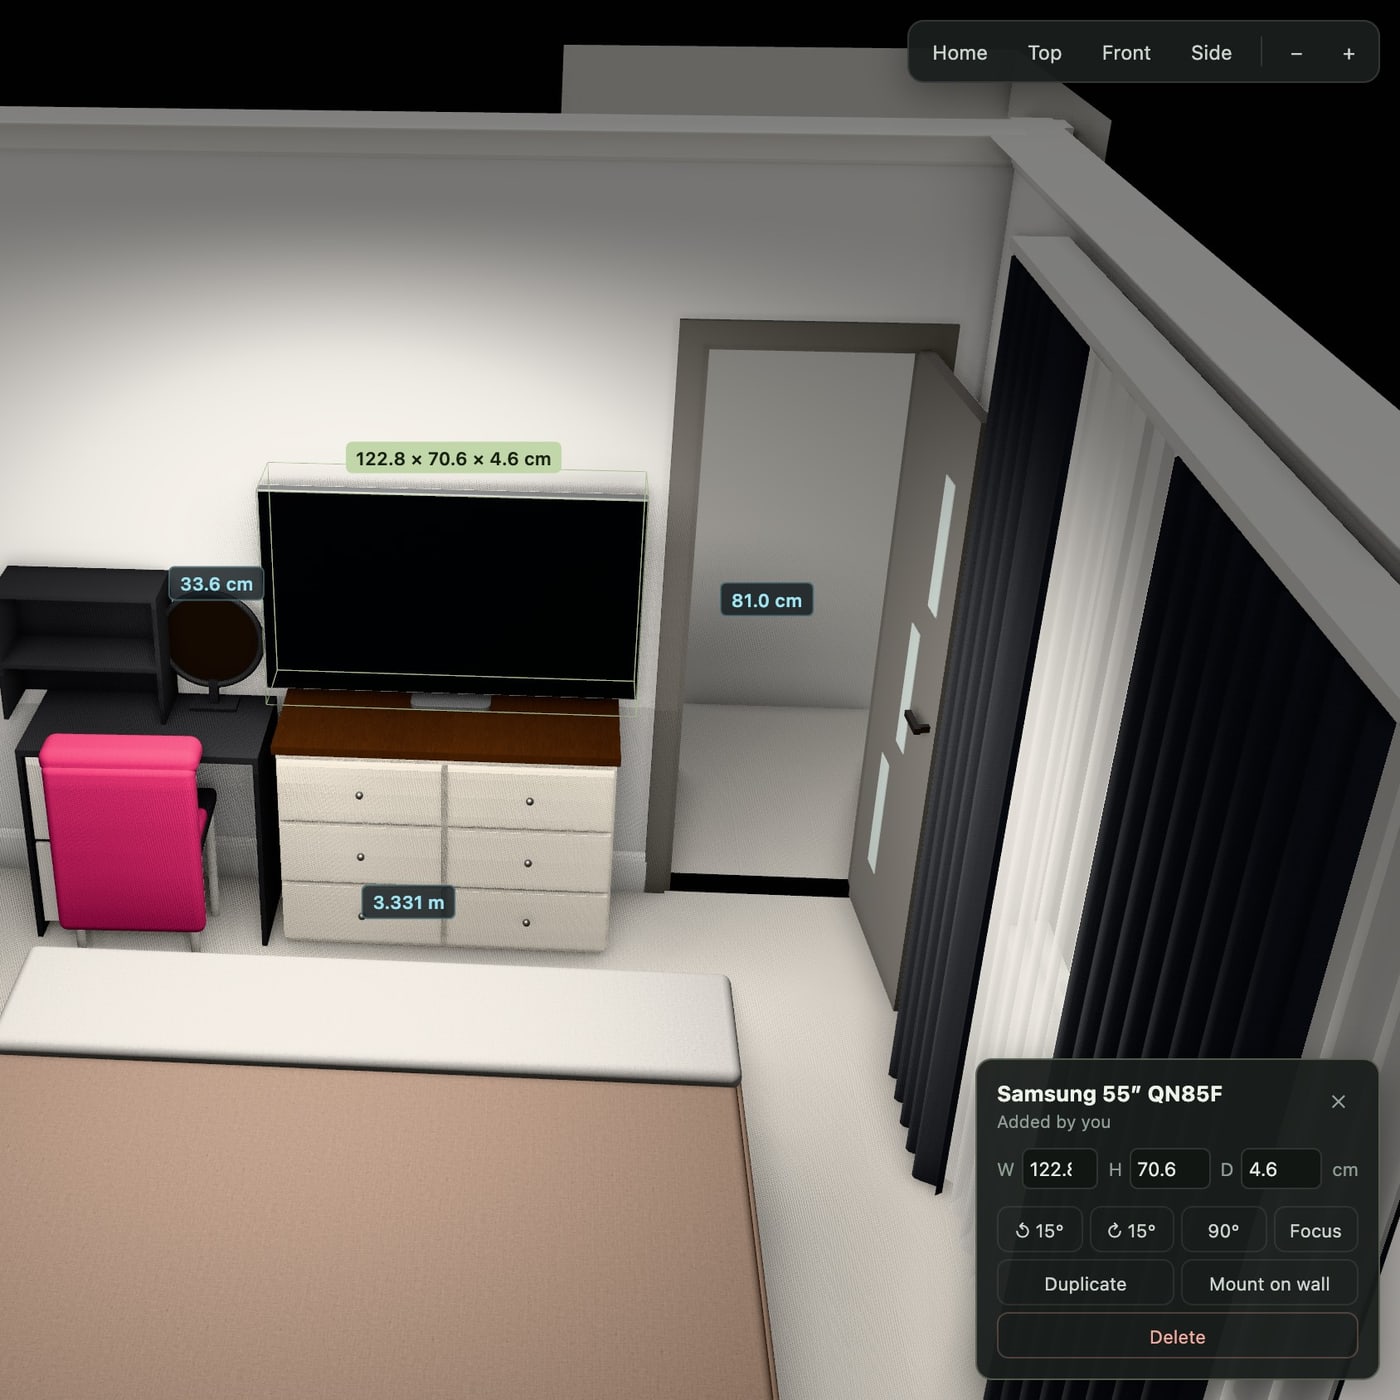 Home Top Front Side − +
122.8 × 70.6 × 4.6 cm
33.6 cm
81.0 cm
3.331 m
Samsung 55″ QN85F ×
Added by you
W 122.8 H 70.6 D 4.6 cm
↺ 15° ↻ 15° 90° Focus
Duplicate Mount on wall
Delete